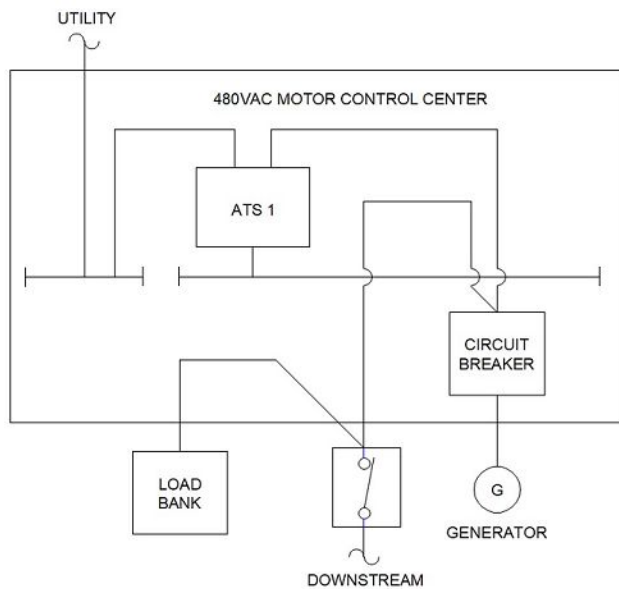 UTILITY
480VAC MOTOR CONTROL CENTER
ATS 1
CIRCUIT
BREAKER
LOAD
BANK
G
GENERATOR
DOWNSTREAM